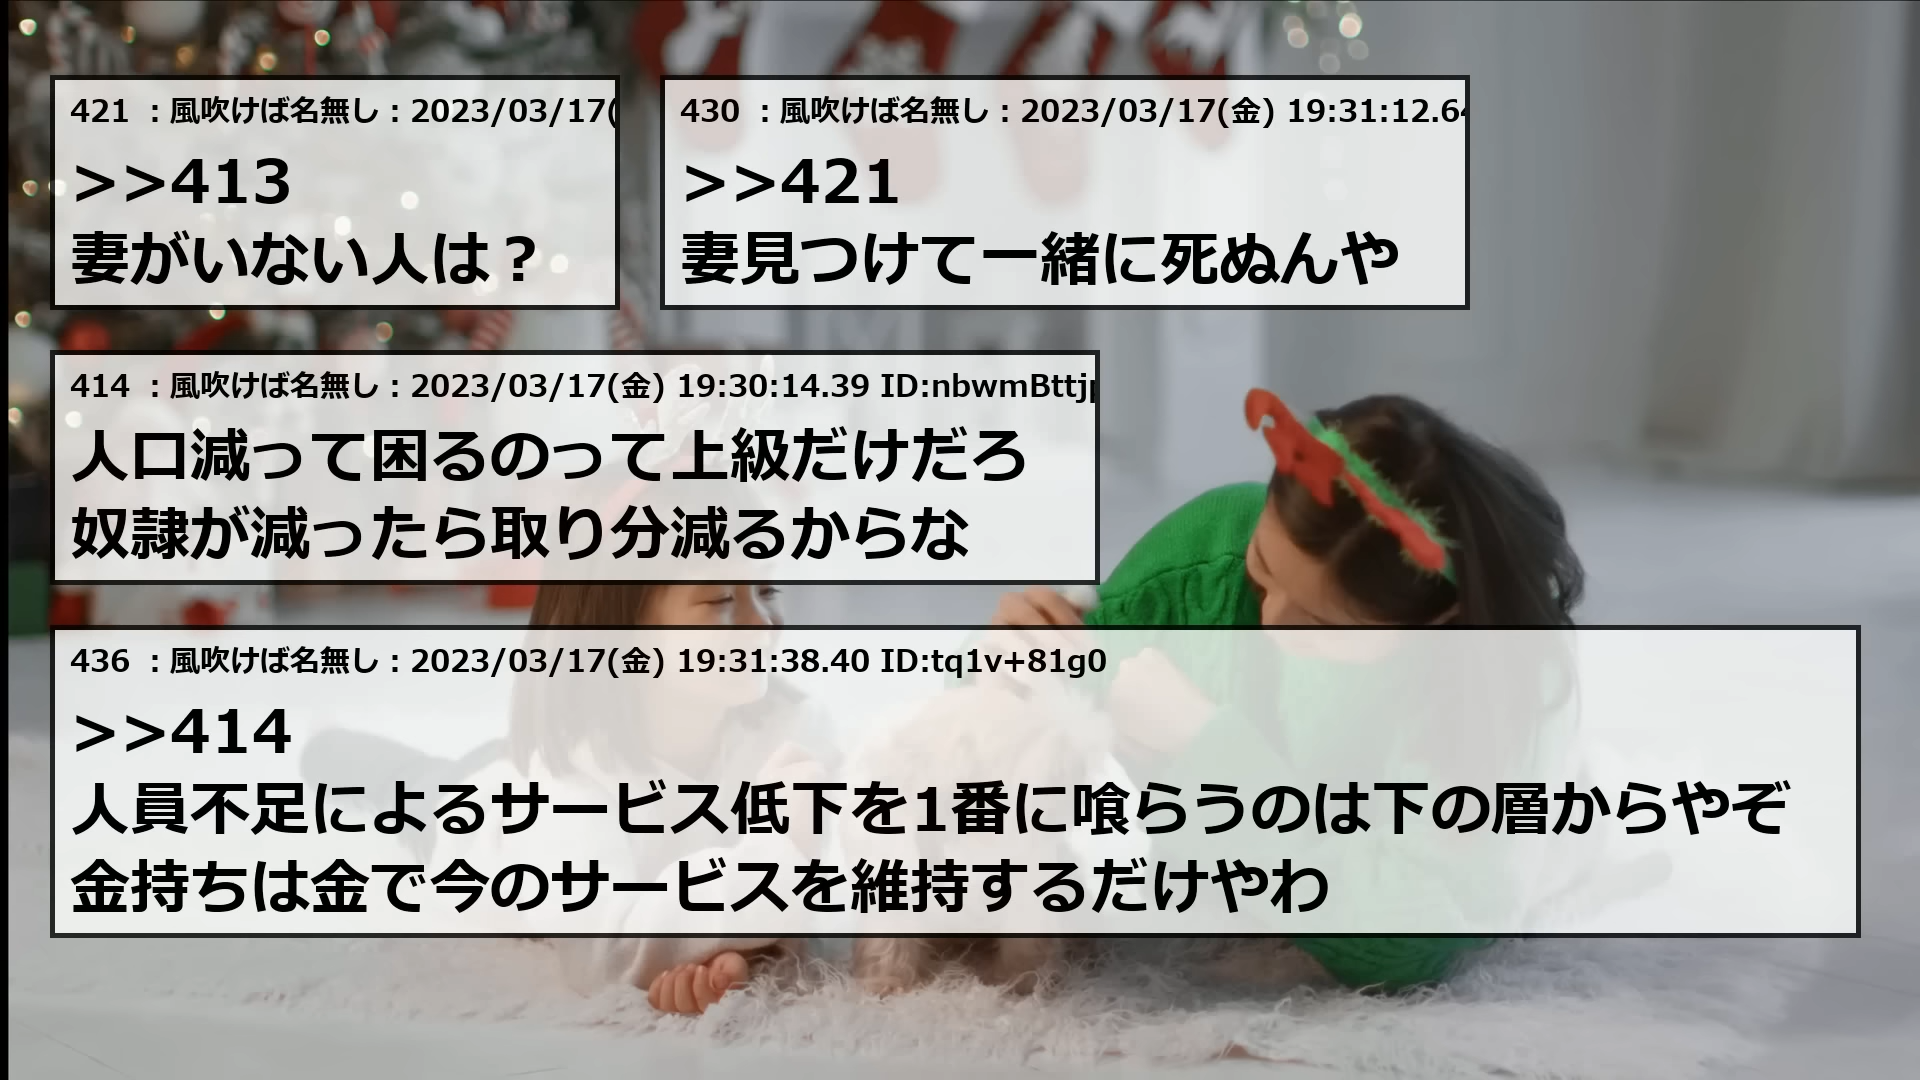 421 ：風吹けば名無し：2023/03/17(
>>413
妻がいない人は？
430 ：風吹けば名無し：2023/03/17(金) 19:31:12.64
>>421
妻見つけて一緒に死ぬんや
414 ：風吹けば名無し：2023/03/17(金) 19:30:14.39 ID:nbwmBttjp
人口減って困るのって上級だけだろ
奴隷が減ったら取り分減るからな
436 ：風吹けば名無し：2023/03/17(金) 19:31:38.40 ID:tq1v+81g0
>>414
人員不足によるサービス低下を1番に喰らうのは下の層からやぞ
金持ちは金で今のサービスを維持するだけやわ